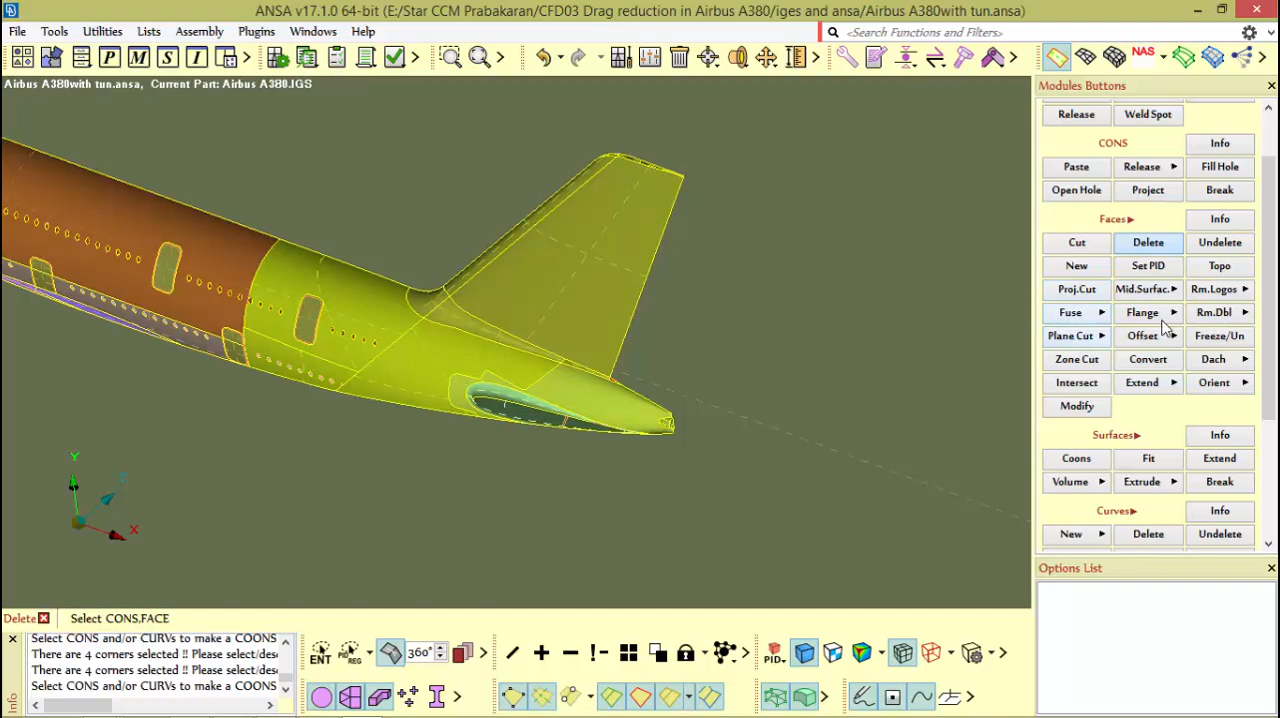 ANSA v17.1.0 64-bit (E:/Star CCM Prabakaran/CFD03 Drag reduction in Airbus A380/iges and ansa/Airbus A380with tun.ansa)
File Tools Utilities Lists Assembly Plugins Windows Help <Search Functions and Filters>
P M S I NAS
Airbus A380with tun.ansa, Current Part: Airbus A380.IGS
Modules Buttons
Release Weld Spot
CONS Info
Paste Release Fill Hole
Open Hole Project Break
Faces Info
Cut Delete Undelete
New Set PID Topo
Proj.Cut Mid.Surfac. Rm.Logos
Fuse Flange Rm.Dbl
Plane Cut Offset Freeze/Un
Zone Cut Convert Dach
Intersect Extend Orient
Modify
Surfaces Info
Coons Fit Extend
Volume Extrude Break
Curves Info
New Delete Undelete
Y
Z
X
Options List
Delete Select CONS,FACE
Select CONS and/or CURVs to make a COONS
There are 4 corners selected !! Please select/des
There are 4 corners selected !! Please select/des
Select CONS and/or CURVs to make a COONS
Info
ENT PID REG 360° PID